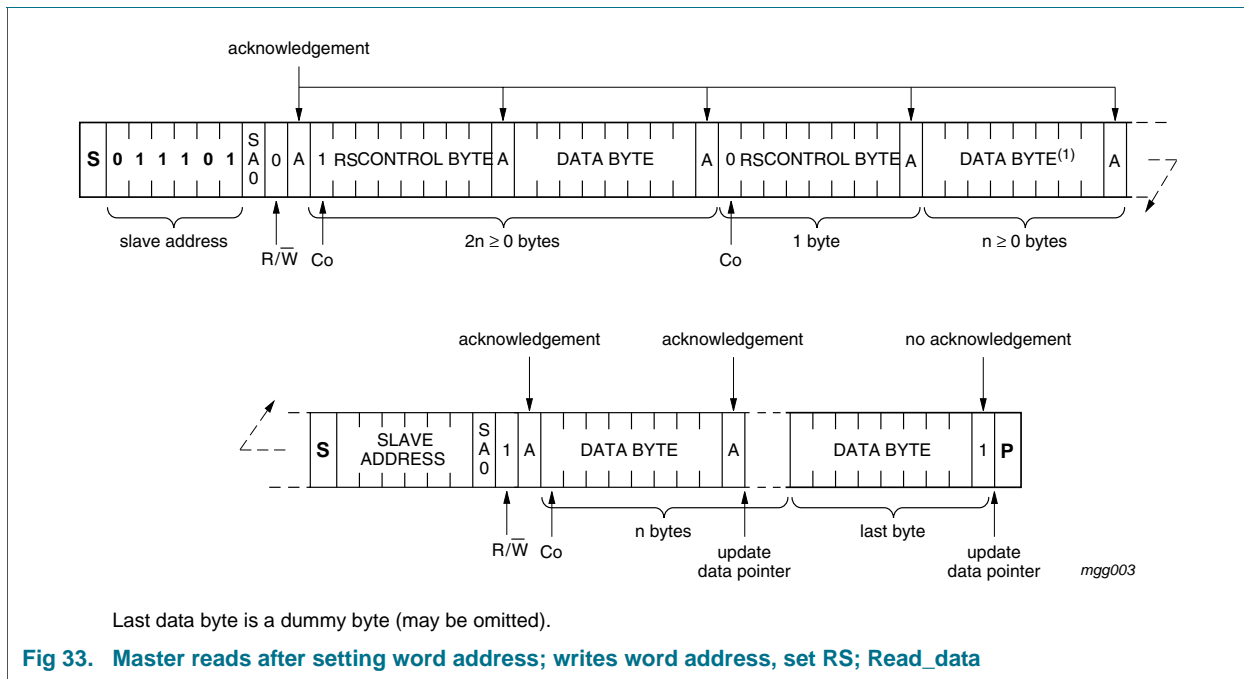 acknowledgement
S 0 1 1 1 0 1 S A 0 0 A 1 RS CONTROL BYTE A DATA BYTE A 0 RS CONTROL BYTE A DATA BYTE(1) A
slave address 2n ≥ 0 bytes 1 byte n ≥ 0 bytes
R/W̅ Co Co
acknowledgement acknowledgement no acknowledgement
S SLAVE ADDRESS S A 0 1 A DATA BYTE A DATA BYTE 1 P
n bytes last byte
R/W̅ Co update data pointer update data pointer
mgg003
Last data byte is a dummy byte (may be omitted).
Fig 33. Master reads after setting word address; writes word address, set RS; Read_data